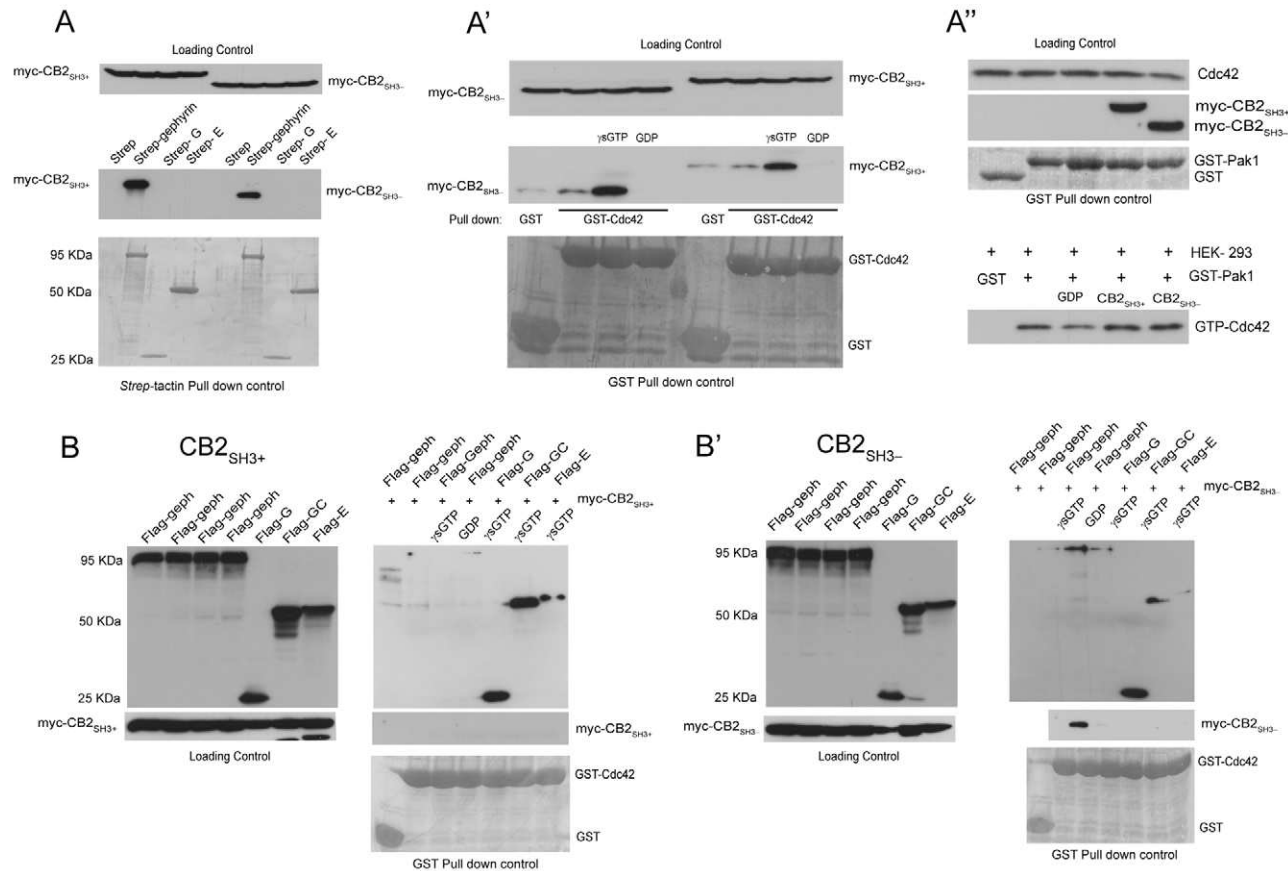 A
Loading Control
myc-CB2SH3+
myc-CB2SH3–
Strep
Strep-gephyrin
Strep- G
Strep- E
Strep
Strep-gephyrin
Strep- G
Strep- E
myc-CB2SH3+
myc-CB2SH3–
95 KDa
50 KDa
25 KDa
Strep-tactin Pull down control
A'
Loading Control
myc-CB2SH3–
myc-CB2SH3+
γsGTP GDP γsGTP GDP
myc-CB2SH3–
myc-CB2SH3+
Pull down: GST GST-Cdc42 GST GST-Cdc42
GST-Cdc42
GST
GST Pull down control
A''
Loading Control
Cdc42
myc-CB2SH3+
myc-CB2SH3–
GST-Pak1
GST
GST Pull down control
+ + + + + HEK- 293
GST + + + + GST-Pak1
GDP CB2SH3+ CB2SH3–
GTP-Cdc42
B
CB2SH3+
Flag-geph
Flag-geph
Flag-geph
Flag-geph
Flag-G
Flag-GC
Flag-E
95 KDa
50 KDa
25 KDa
myc-CB2SH3+
Loading Control
Flag-geph
Flag-geph
Flag-Geph
Flag-geph
Flag-G
Flag-GC
Flag-E
+ + + + + + + myc-CB2SH3+
γsGTP
GDP
γsGTP
γsGTP
γsGTP
myc-CB2SH3+
GST-Cdc42
GST
GST Pull down control
B'
CB2SH3–
Flag-geph
Flag-geph
Flag-geph
Flag-geph
Flag-G
Flag-GC
Flag-E
95 KDa
50 KDa
25 KDa
myc-CB2SH3–
Loading Control
Flag-geph
Flag-geph
Flag-geph
Flag-geph
Flag-G
Flag-GC
Flag-E
+ + + + + + + myc-CB2SH3–
γsGTP
GDP
γsGTP
γsGTP
γsGTP
myc-CB2SH3–
GST-Cdc42
GST
GST Pull down control